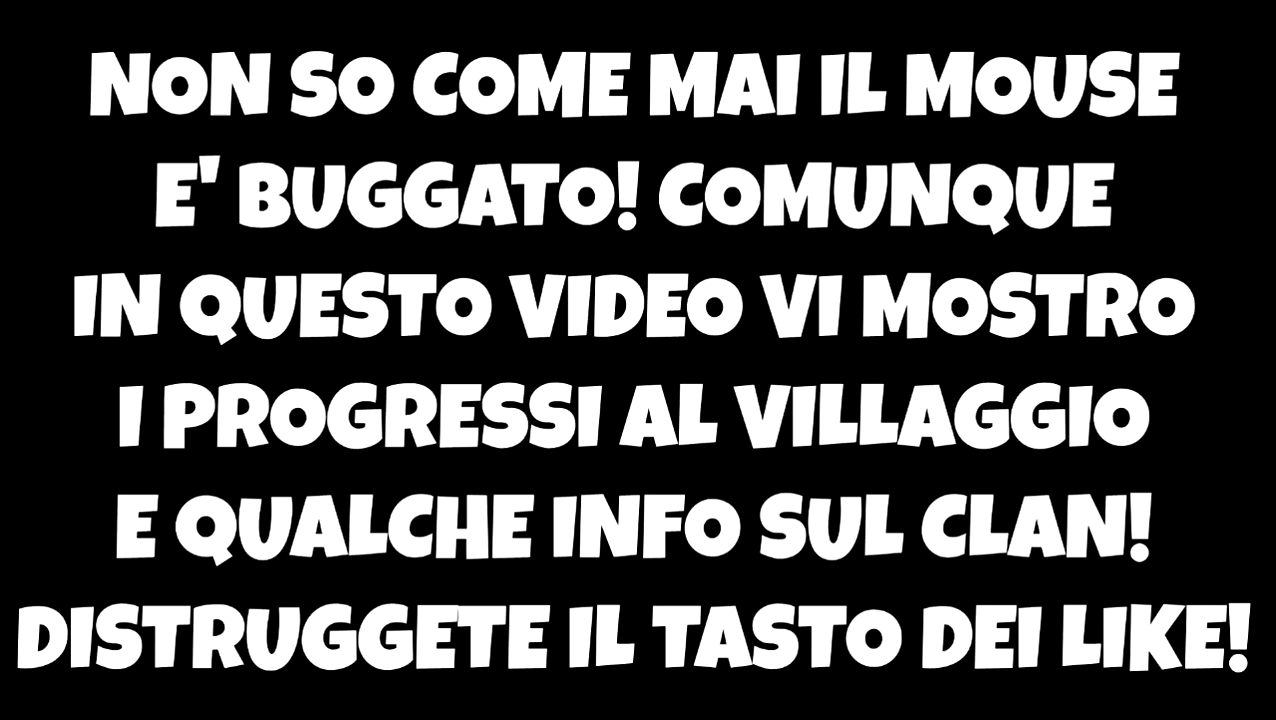 NON SO COME MAI IL MOUSE
E' BUGGATO! COMUNQUE
IN QUESTO VIDEO VI MOSTRO
I PROGRESSI AL VILLAGGIO
E QUALCHE INFO SUL CLAN!
DISTRUGGETE IL TASTO DEI LIKE!